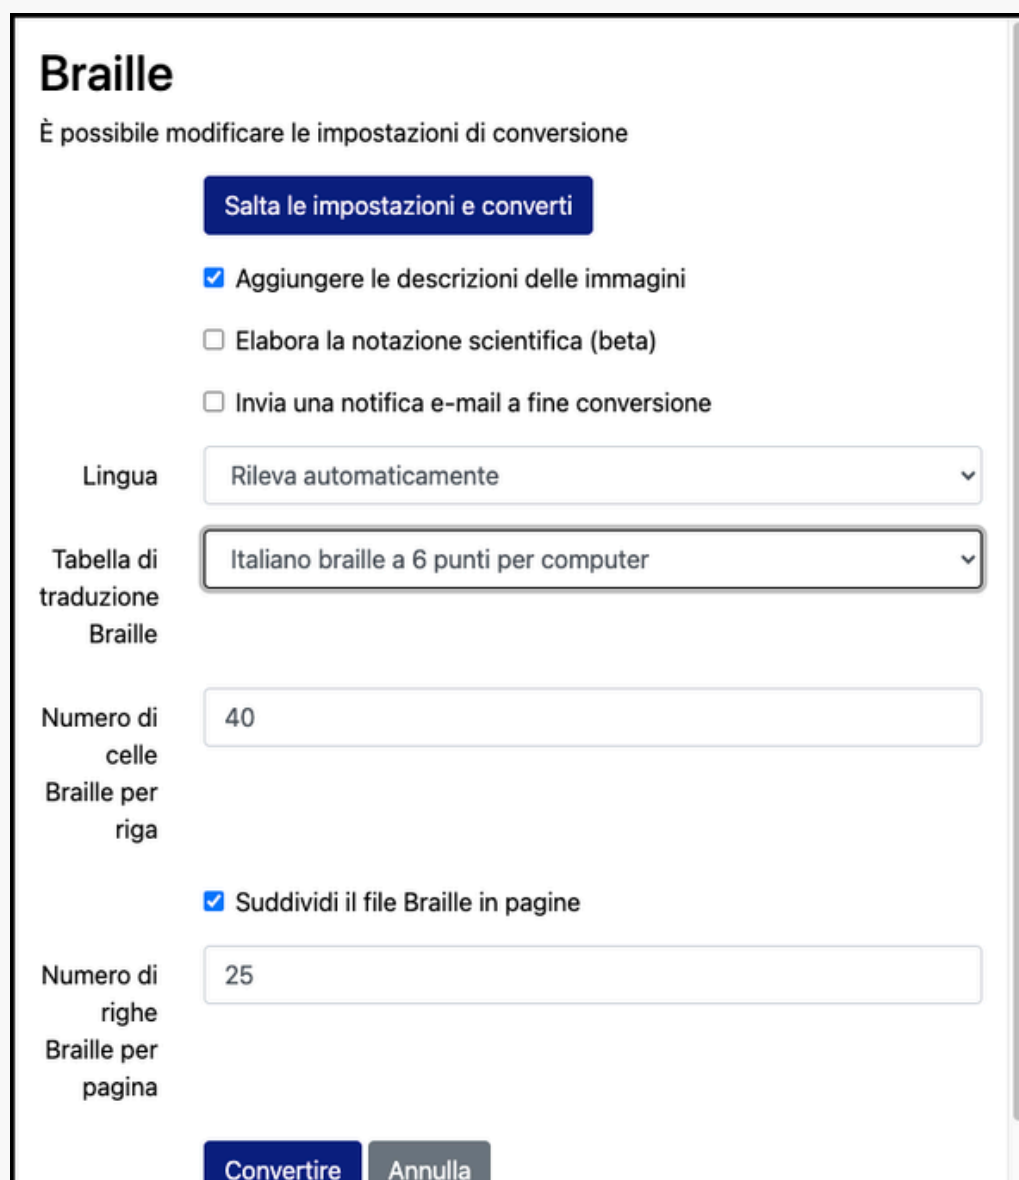 Braille
È possibile modificare le impostazioni di conversione
Salta le impostazioni e converti
Aggiungere le descrizioni delle immagini
Elabora la notazione scientifica (beta)
Invia una notifica e-mail a fine conversione
Lingua
Rileva automaticamente
Tabella di
traduzione
Braille
Italiano braille a 6 punti per computer
Numero di
celle
Braille per
riga
40
Suddividi il file Braille in pagine
Numero di
righe
Braille per
pagina
25
Convertire
Annulla